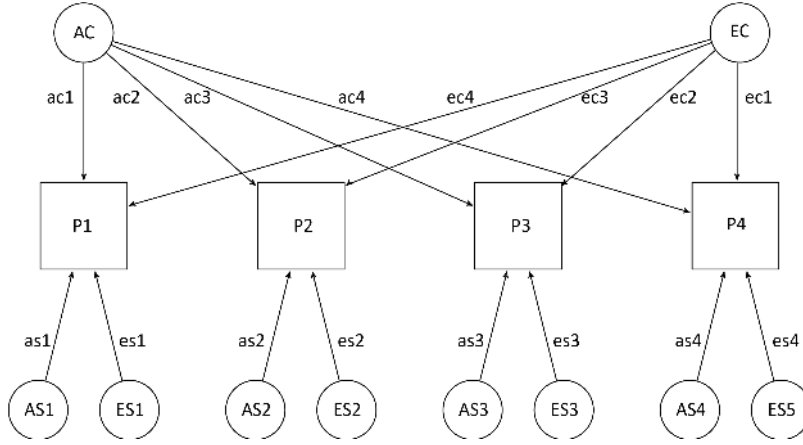 AC EC
ac1 ac2 ac3 ac4 ec4 ec3 ec2 ec1
P1 P2 P3 P4
as1 es1 as2 es2 as3 es3 as4 es4
AS1 ES1 AS2 ES2 AS3 ES3 AS4 ES5